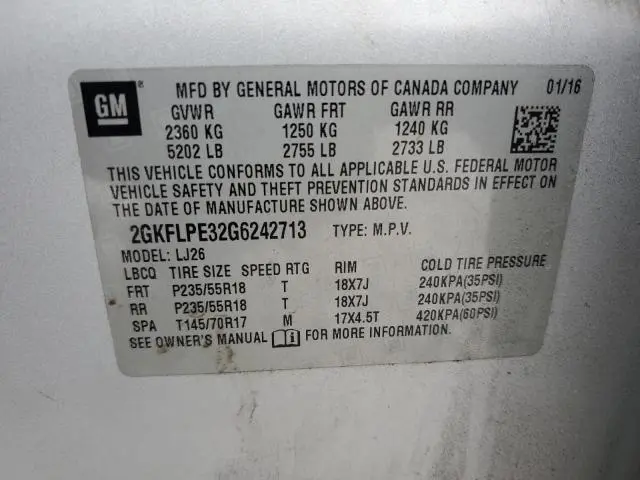 GM ® MFD BY GENERAL MOTORS OF CANADA COMPANY 01/16
GVWR GAWR FRT GAWR RR
2360 KG 1250 KG 1240 KG
5202 LB 2755 LB 2733 LB
THIS VEHICLE CONFORMS TO ALL APPLICABLE U.S. FEDERAL MOTOR
VEHICLE SAFETY AND THEFT PREVENTION STANDARDS IN EFFECT ON
THE DATE OF MANUFACTURE SHOWN ABOVE.
2GKFLPE32G6242713 TYPE: M.P.V.
MODEL: LJ26
LBCQ TIRE SIZE SPEED RTG RIM COLD TIRE PRESSURE
FRT P235/55R18 T 18X7J 240KPA(35PSI)
RR P235/55R18 T 18X7J 240KPA(35PSI)
SPA T145/70R17 M 17X4.5T 420KPA(60PSI)
SEE OWNER'S MANUAL FOR MORE INFORMATION.